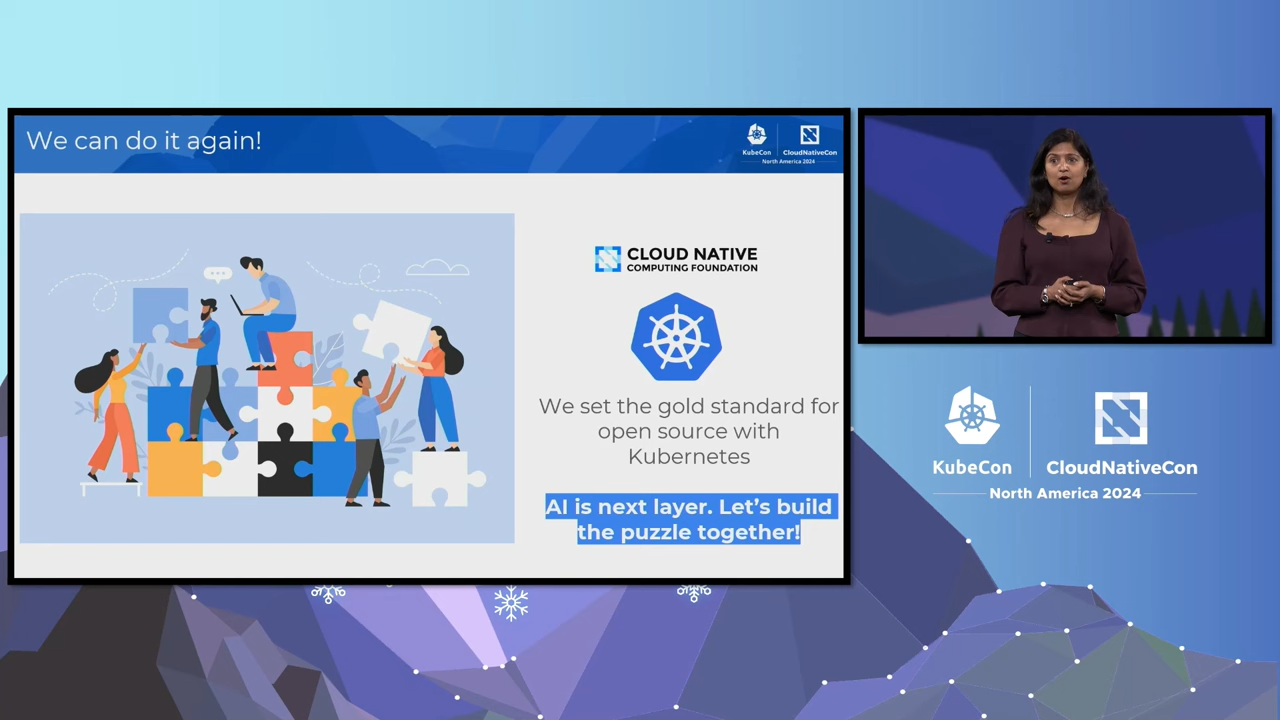 We can do it again!
KubeCon
CloudNativeCon
North America 2024
CLOUD NATIVE
COMPUTING FOUNDATION
We set the gold standard for
open source with
Kubernetes
AI is next layer. Let's build
the puzzle together!
KubeCon
CloudNativeCon
North America 2024